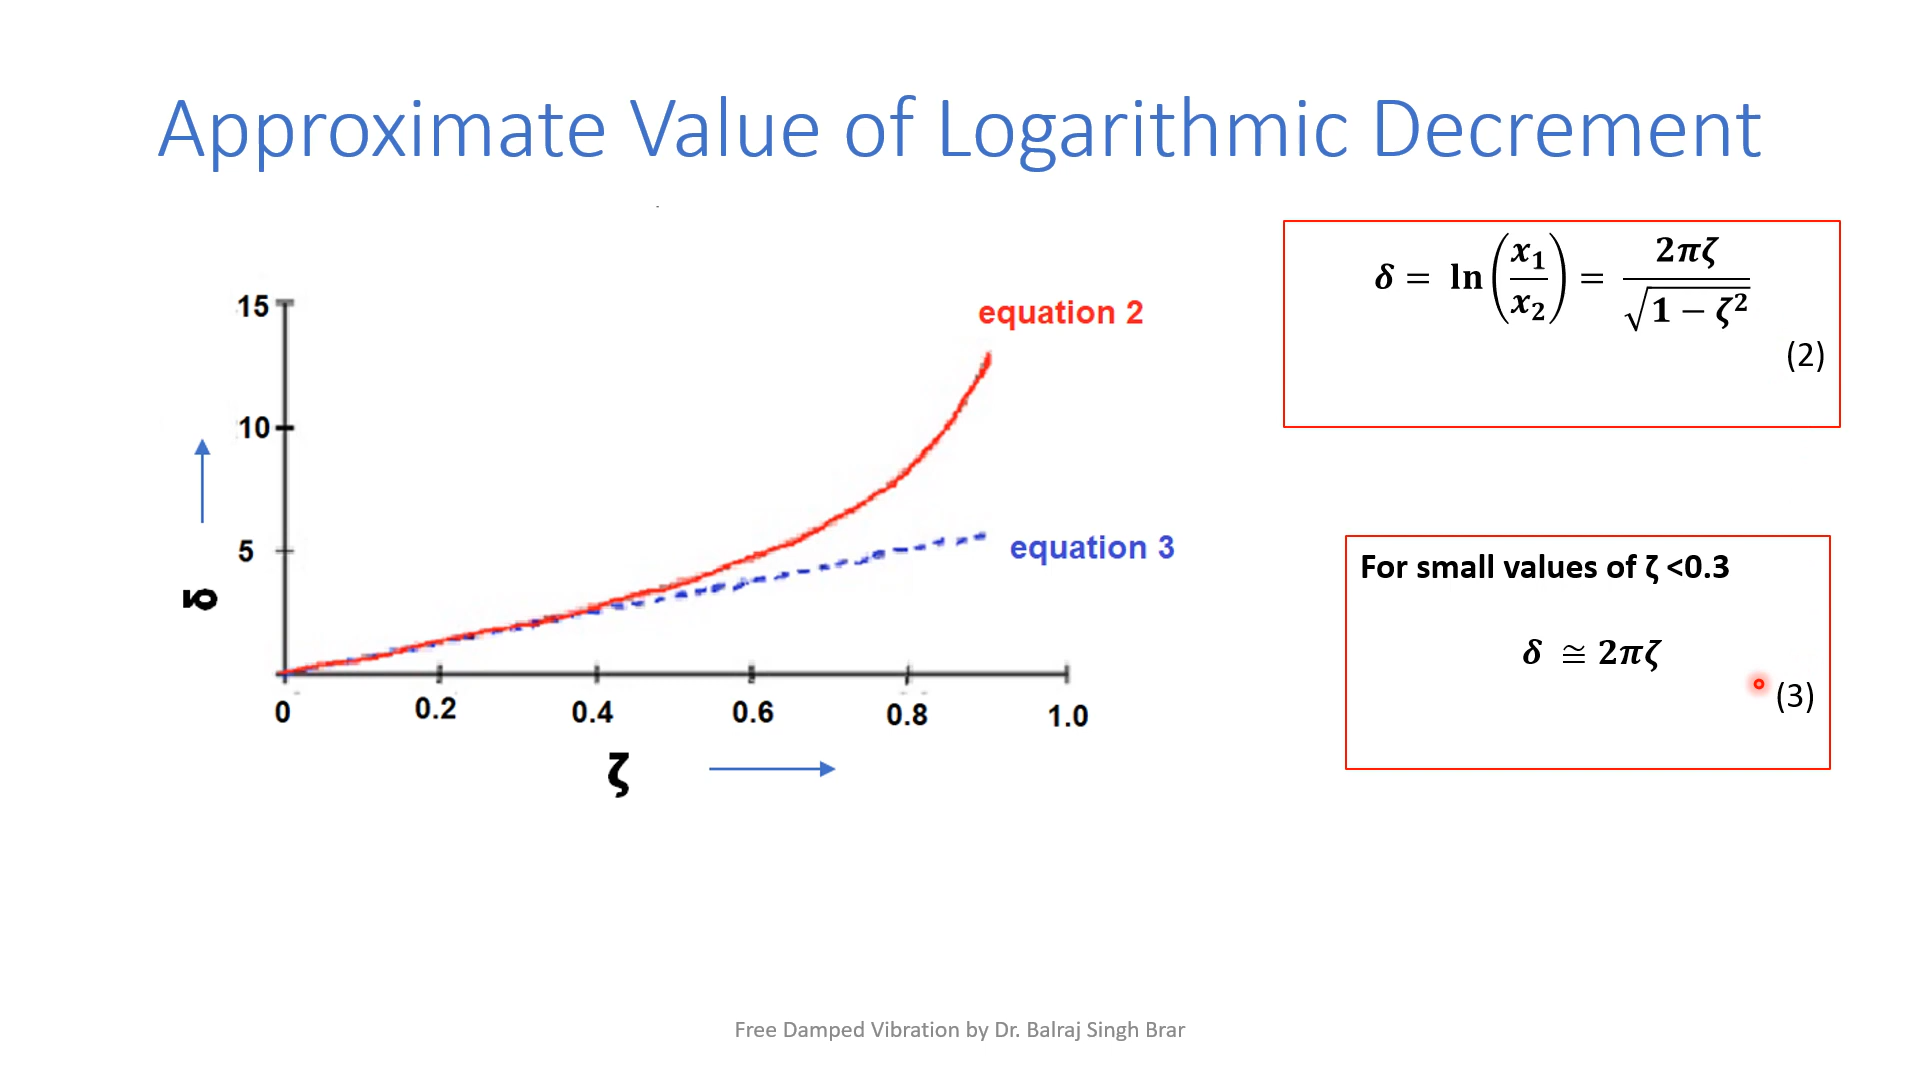 Approximate Value of Logarithmic Decrement
δ = ln(x₁/x₂) = 2πζ/√(1 − ζ²)
(2)
15
10
5
δ
equation 2
equation 3
0 0.2 0.4 0.6 0.8 1.0
ζ
For small values of ζ <0.3
δ ≅ 2πζ
(3)
Free Damped Vibration by Dr. Balraj Singh Brar